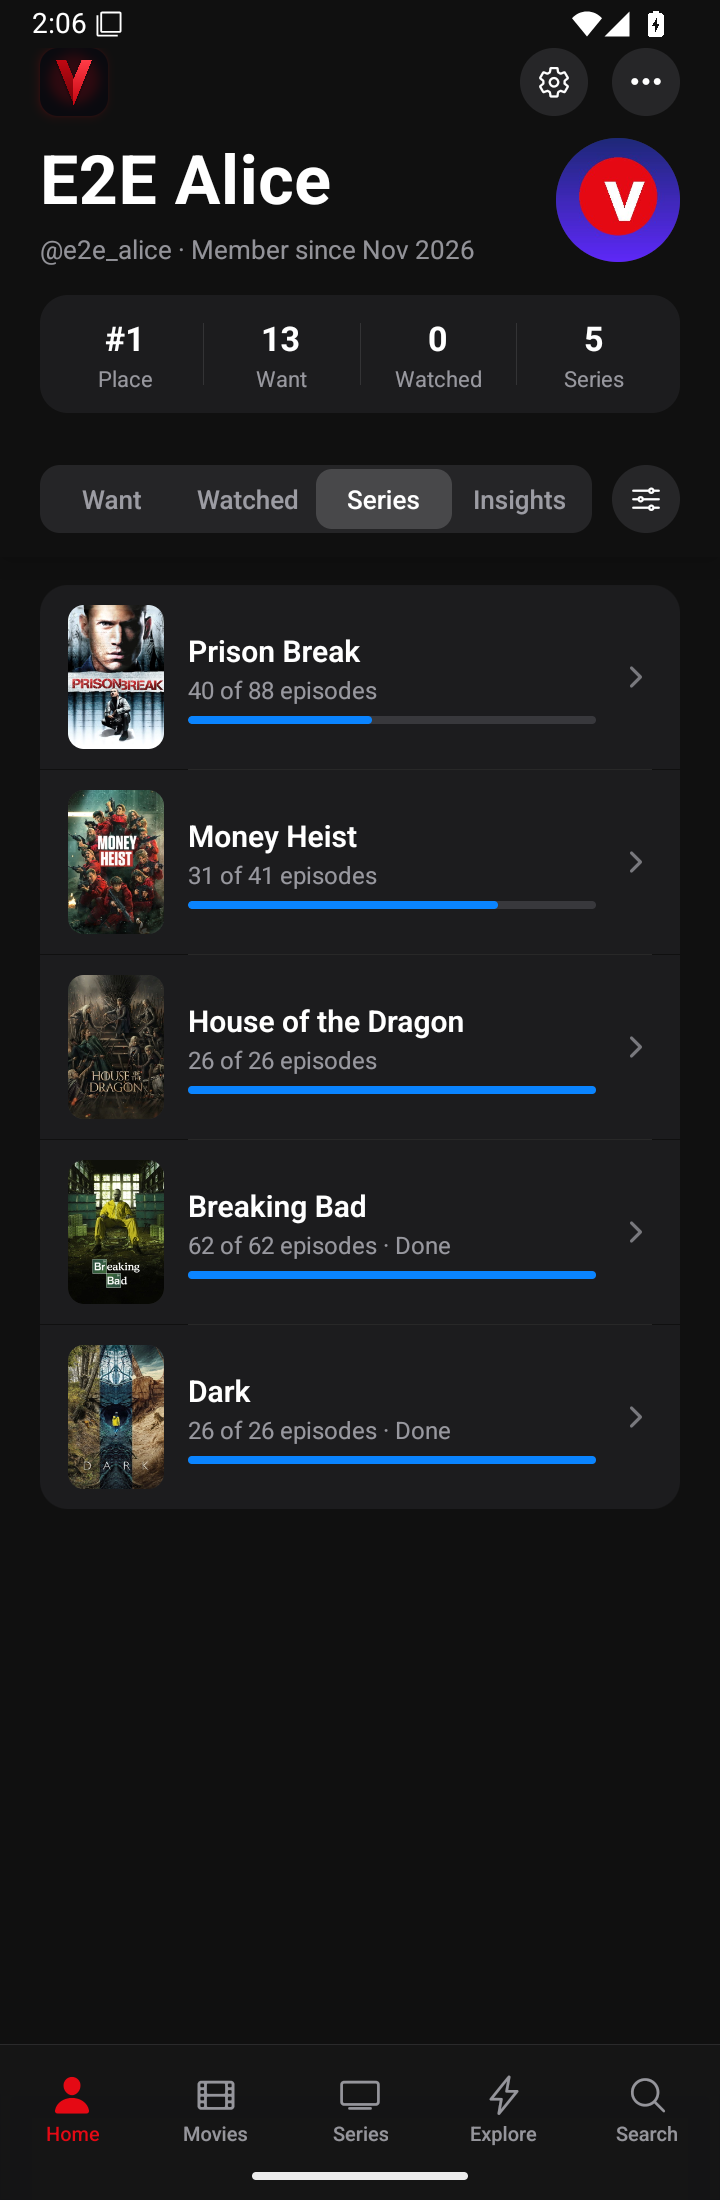 2:06
V
E2E Alice
@e2e_alice · Member since Nov 2026
V
#1
Place
13
Want
0
Watched
5
Series
Want Watched Series Insights
PRISON BREAK
Prison Break
40 of 88 episodes
MONEY
HEIST
Money Heist
31 of 41 episodes
HOUSE OF THE
DRAGON
House of the Dragon
26 of 26 episodes
Breaking
Bad
Breaking Bad
62 of 62 episodes · Done
DARK
Dark
26 of 26 episodes · Done
Home Movies Series Explore Search